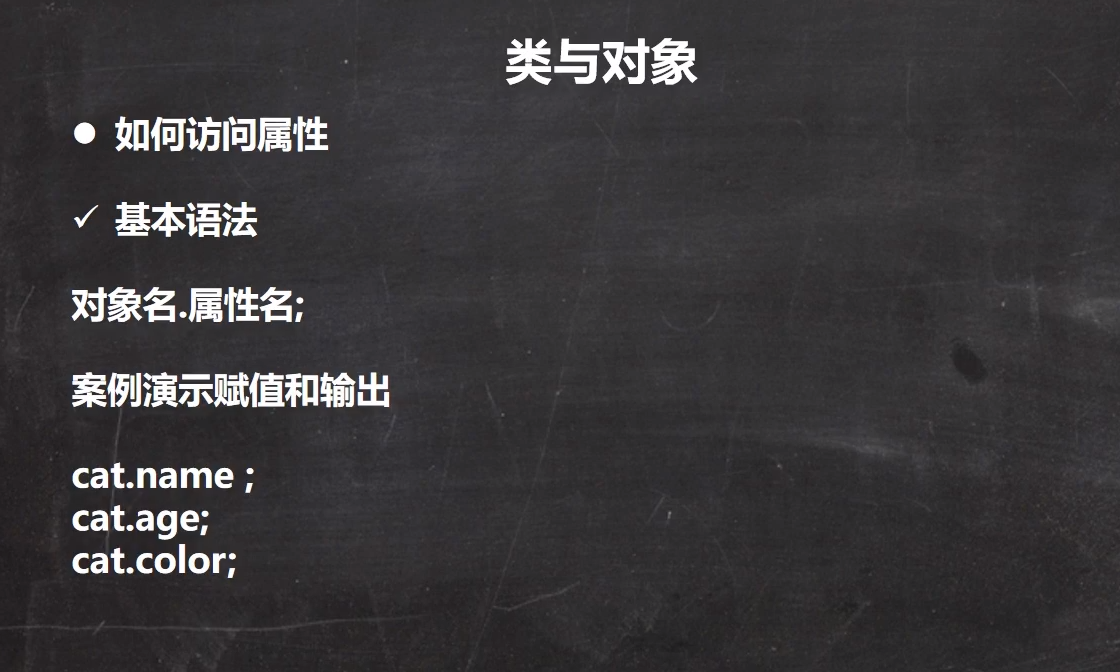 类与对象
● 如何访问属性
✓ 基本语法
对象名.属性名;
案例演示赋值和输出
cat.name ;
cat.age;
cat.color;